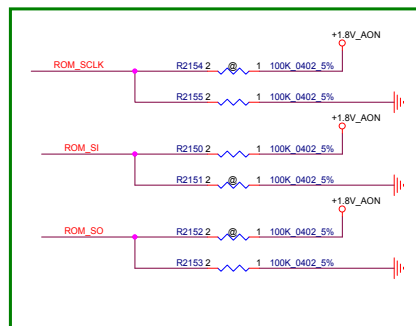 +1.8V_AON
ROM_SCLK R2154 2 @ 1 100K_0402_5%
R2155 2 1 100K_0402_5%
+1.8V_AON
ROM_SI R2150 2 1 100K_0402_5%
R2151 2 @ 1 100K_0402_5%
+1.8V_AON
ROM_SO R2152 2 @ 1 100K_0402_5%
R2153 2 1 100K_0402_5%